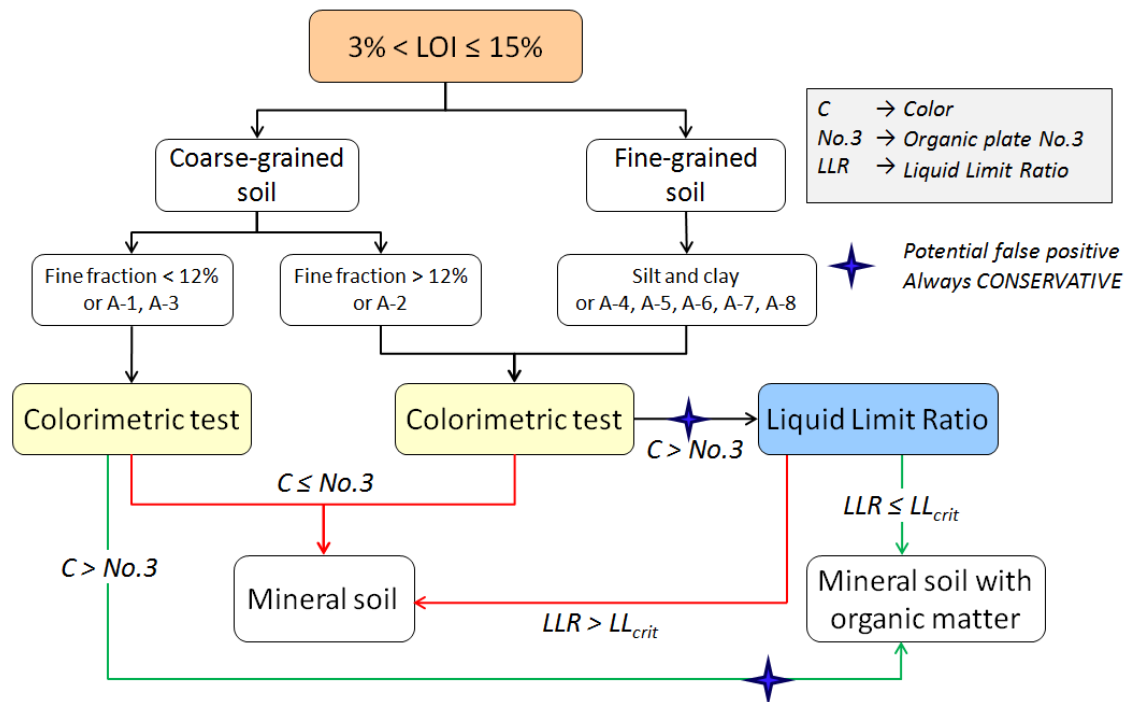 3% < LOI ≤ 15%
C → Color
No.3 → Organic plate No.3
LLR → Liquid Limit Ratio
Coarse-grained
soil
Fine-grained
soil
Potential false positive
Always CONSERVATIVE
Fine fraction < 12%
or A-1, A-3
Fine fraction > 12%
or A-2
Silt and clay
or A-4, A-5, A-6, A-7, A-8
Colorimetric test
Colorimetric test
Liquid Limit Ratio
C > No.3
C ≤ No.3
LLR ≤ LLcrit
C > No.3
Mineral soil
Mineral soil with
organic matter
LLR > LLcrit